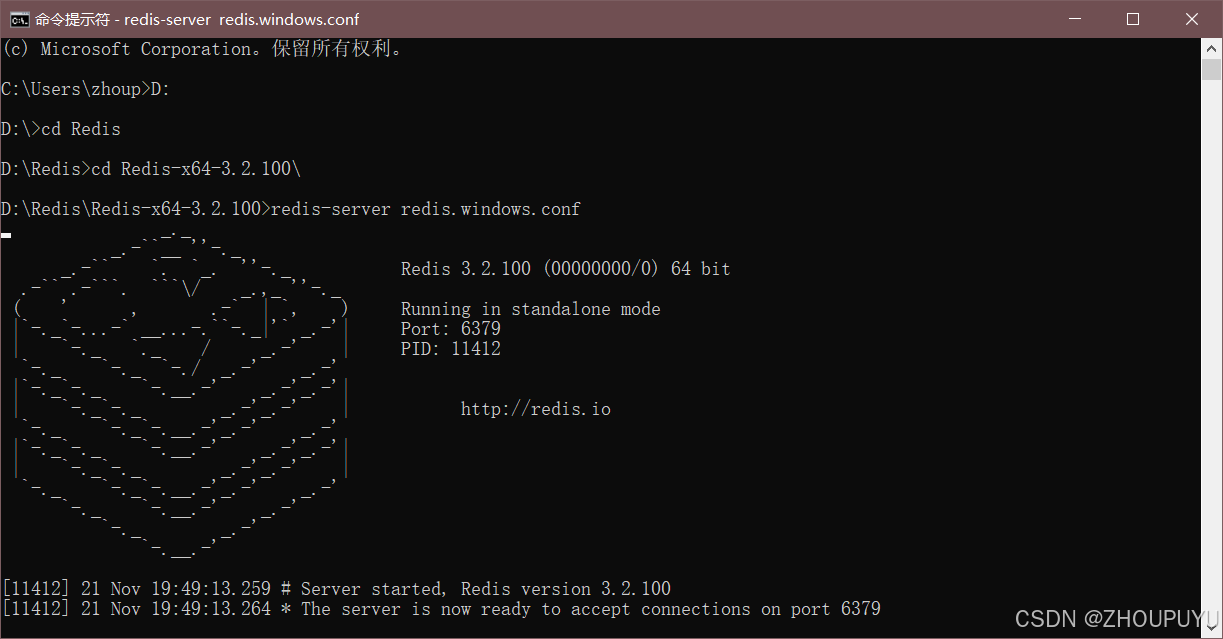 命令提示符 - redis-server  redis.windows.conf
(c) Microsoft Corporation。保留所有权利。
C:\Users\zhoup>D:
D:\>cd Redis
D:\Redis>cd Redis-x64-3.2.100\
D:\Redis\Redis-x64-3.2.100>redis-server redis.windows.conf
Redis 3.2.100 (00000000/0) 64 bit
Running in standalone mode
Port: 6379
PID: 11412
http://redis.io
[11412] 21 Nov 19:49:13.259 # Server started, Redis version 3.2.100
[11412] 21 Nov 19:49:13.264 * The server is now ready to accept connections on port 6379
CSDN @ZHOUPUYU